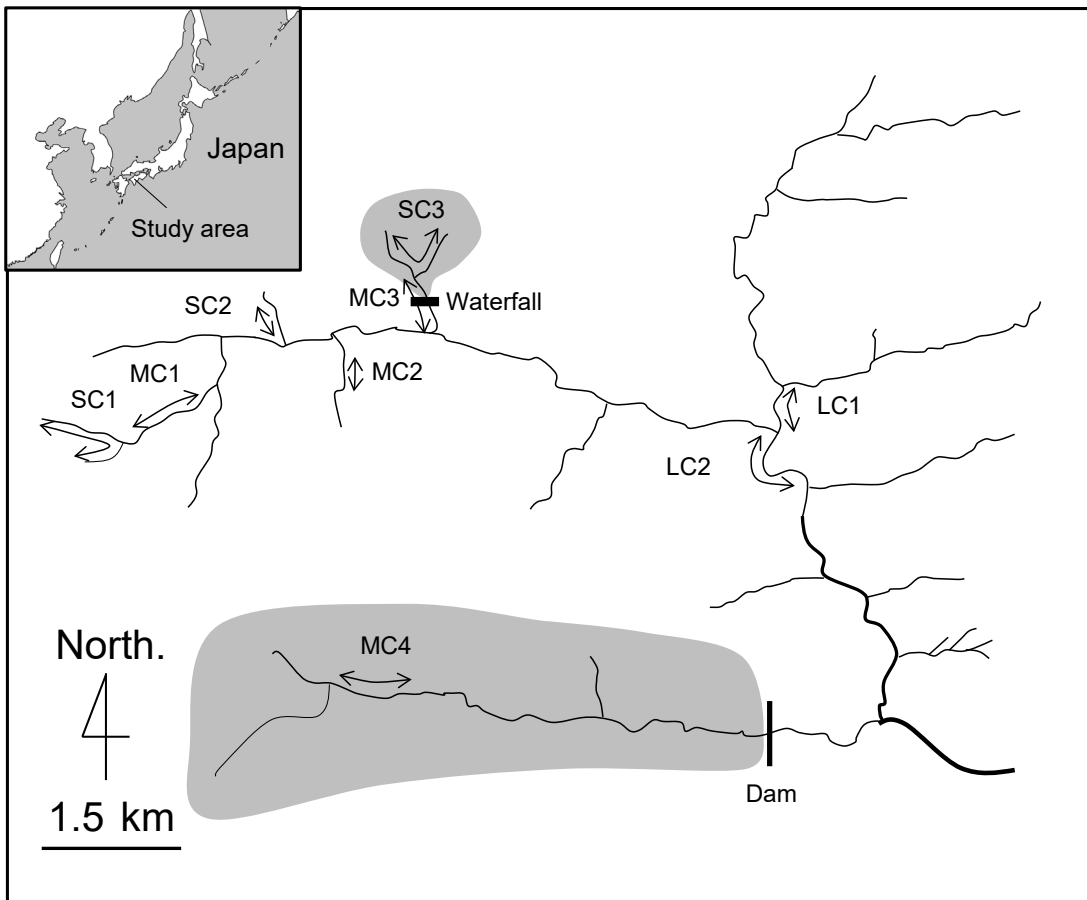 Japan
Study area
SC3
MC3
Waterfall
SC2
MC1
MC2
SC1
LC1
LC2
North.
MC4
1.5 km
Dam